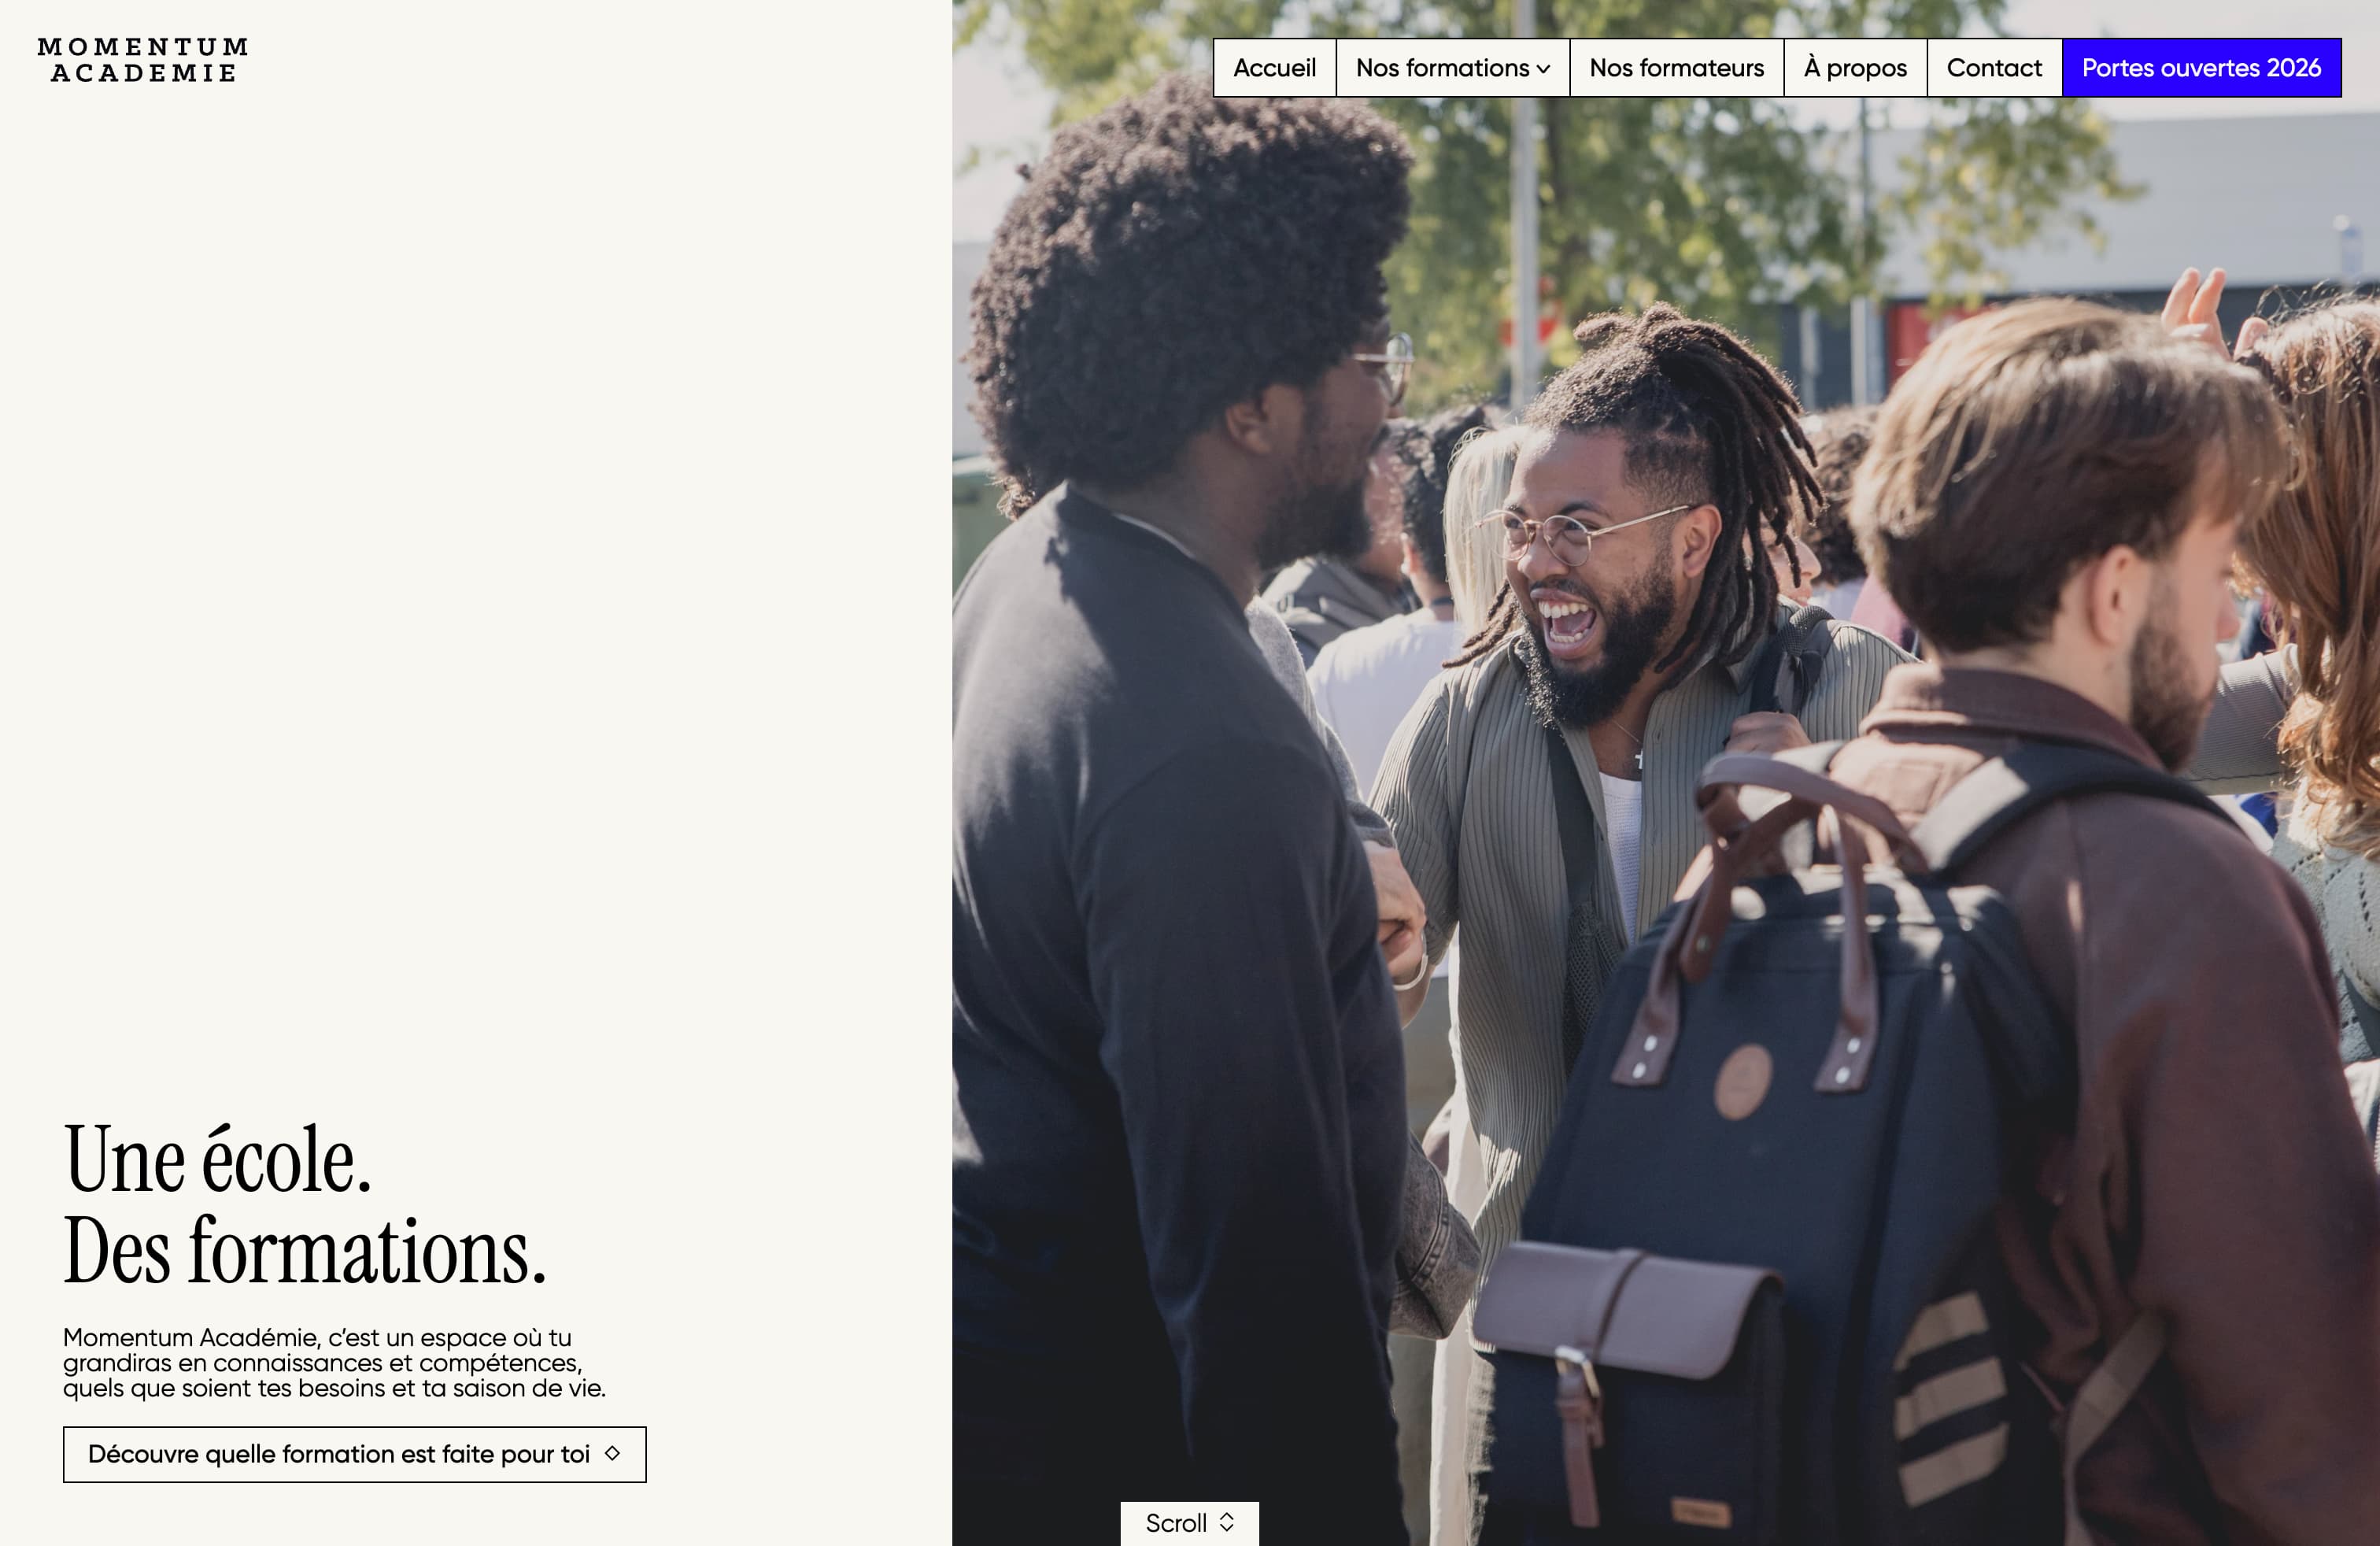 MOMENTUM
ACADEMIE
Accueil
Nos formations
Nos formateurs
À propos
Contact
Portes ouvertes 2026
Une école.
Des formations.
Momentum Académie, c’est un espace où tu
grandiras en connaissances et compétences,
quels que soient tes besoins et ta saison de vie.
Découvre quelle formation est faite pour toi
Scroll